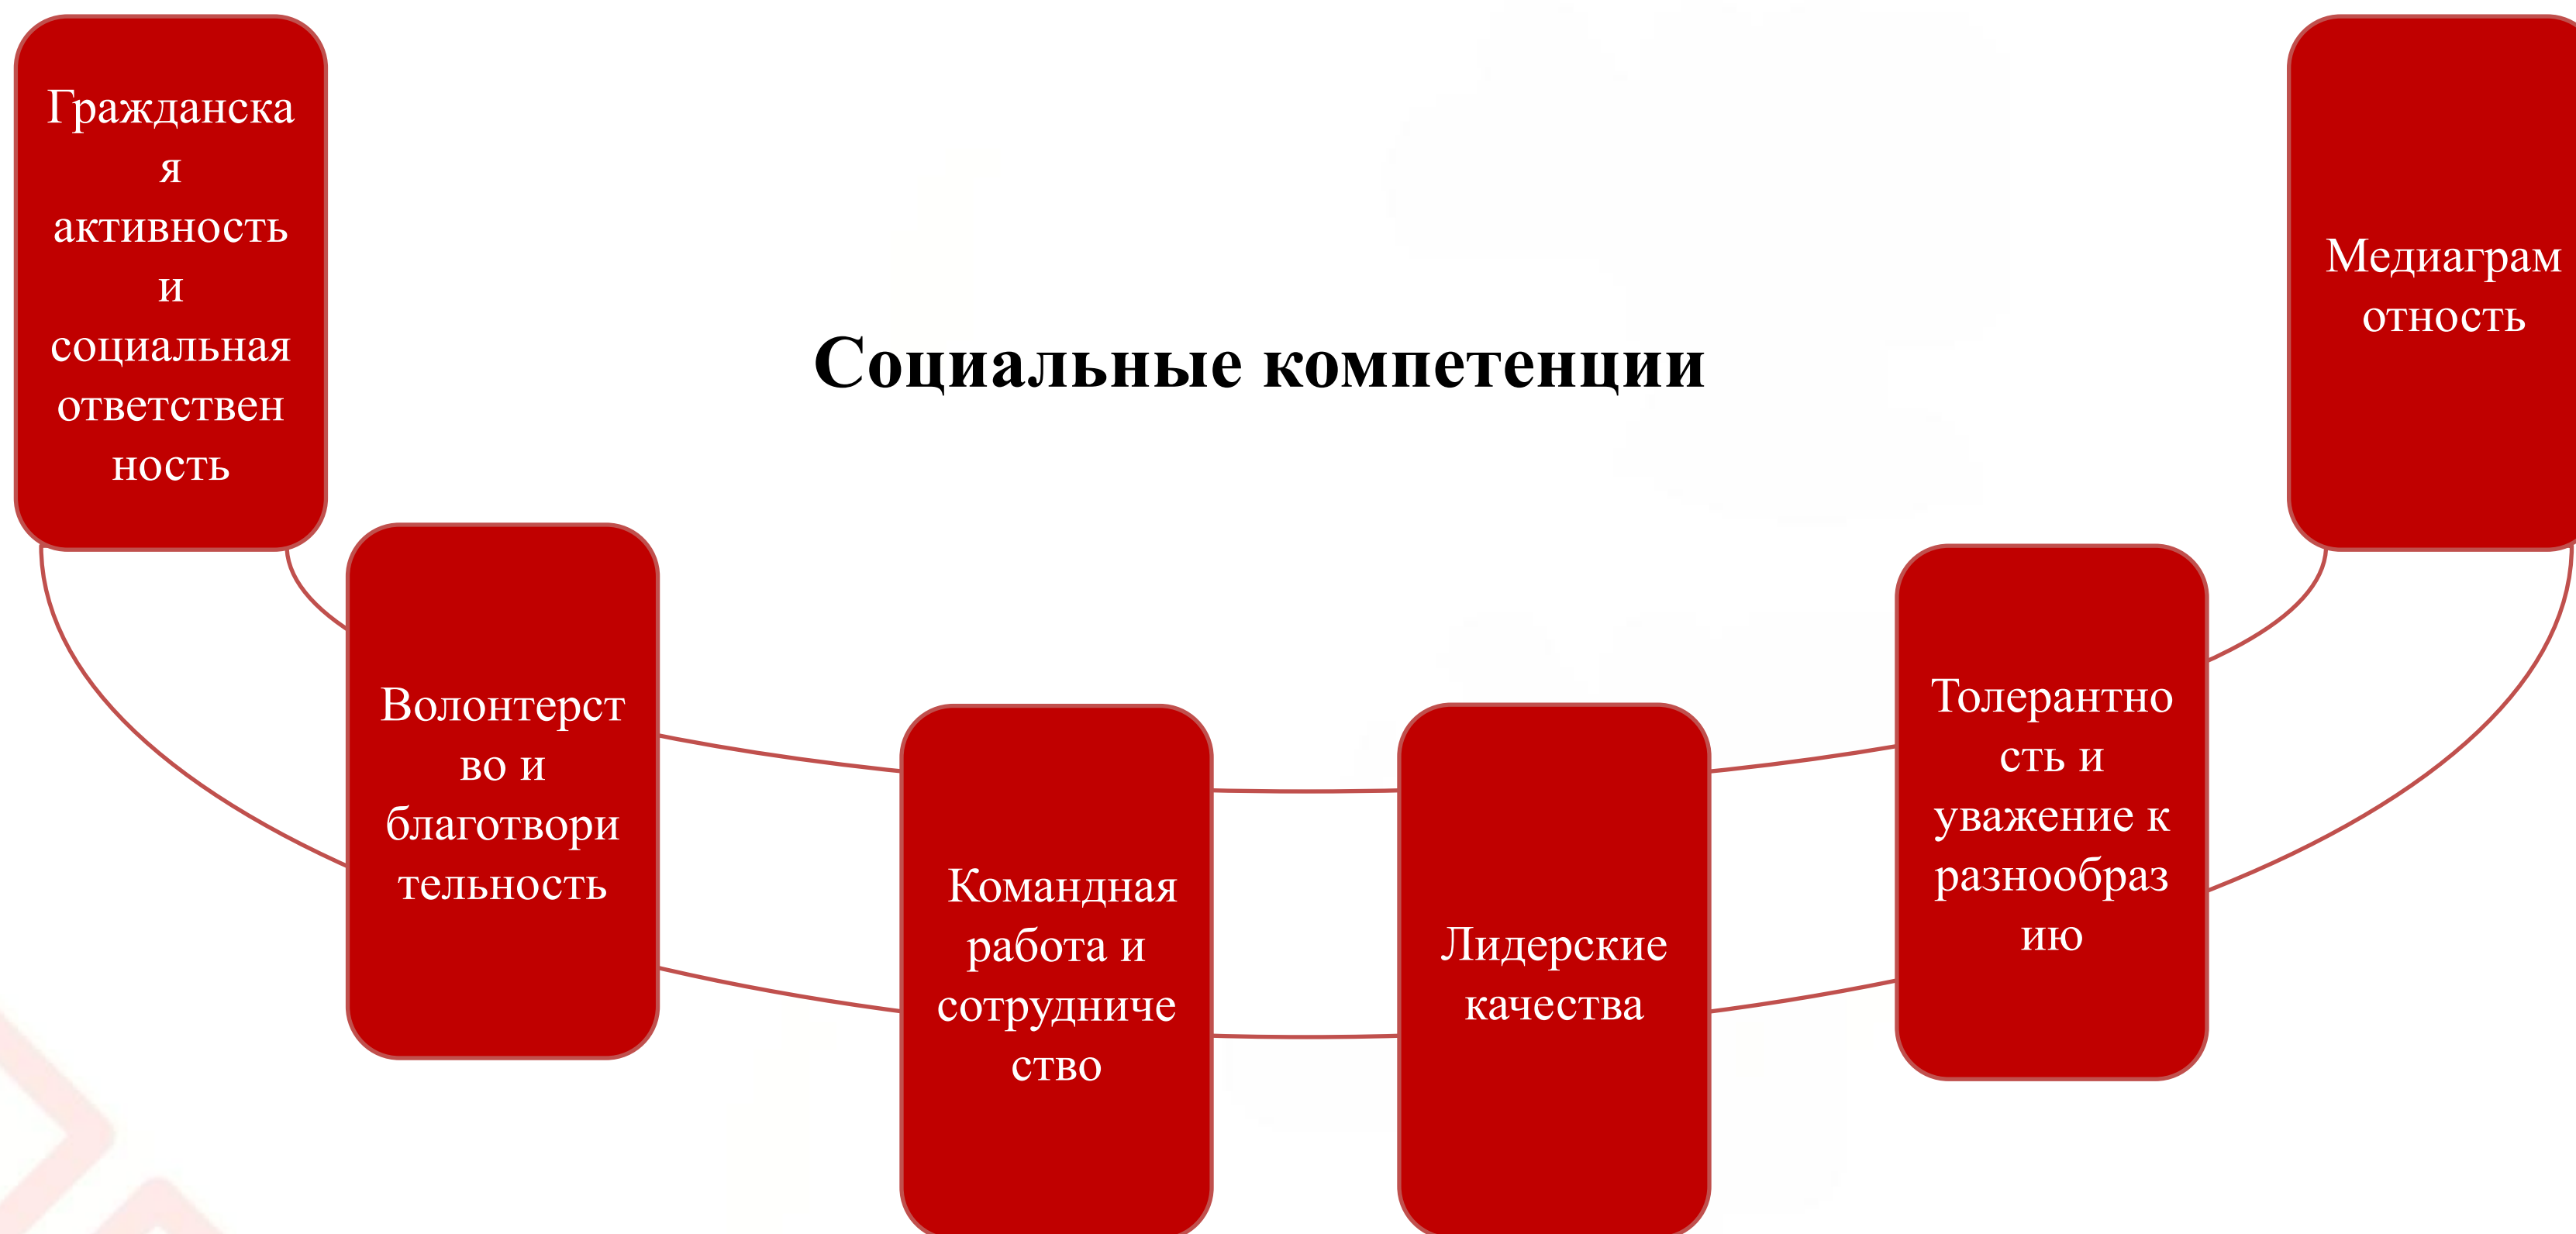 Гражданска
я
активность
и
социальная
ответствен
ность
Социальные компетенции
Медиаграм
отность
Волонтерст
во и
благотвори
тельность
Командная
работа и
сотрудниче
ство
Лидерские
качества
Толерантно
сть и
уважение к
разнообраз
ию